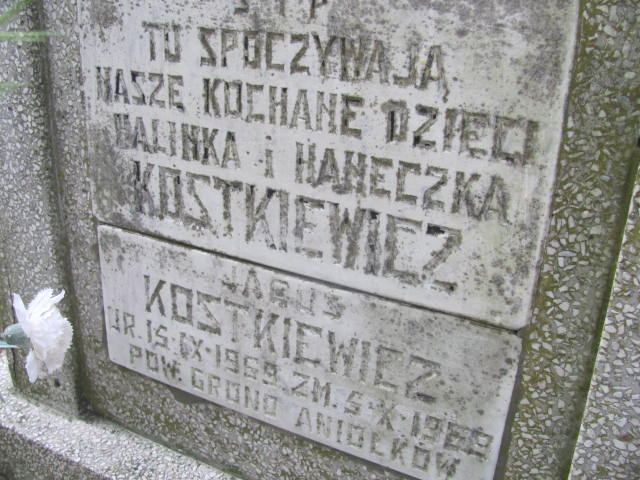 Ś.T.P.
TU SPOCZYWAJĄ
NASZE KOCHANE DZIECI
HALINKA i HANECZKA
KOSTKIEWICZ
JAGUŚ
KOSTKIEWICZ
UR. 15.IX.1969 ZM. 5.X.1969
POW. GRONO ANIOŁKÓW